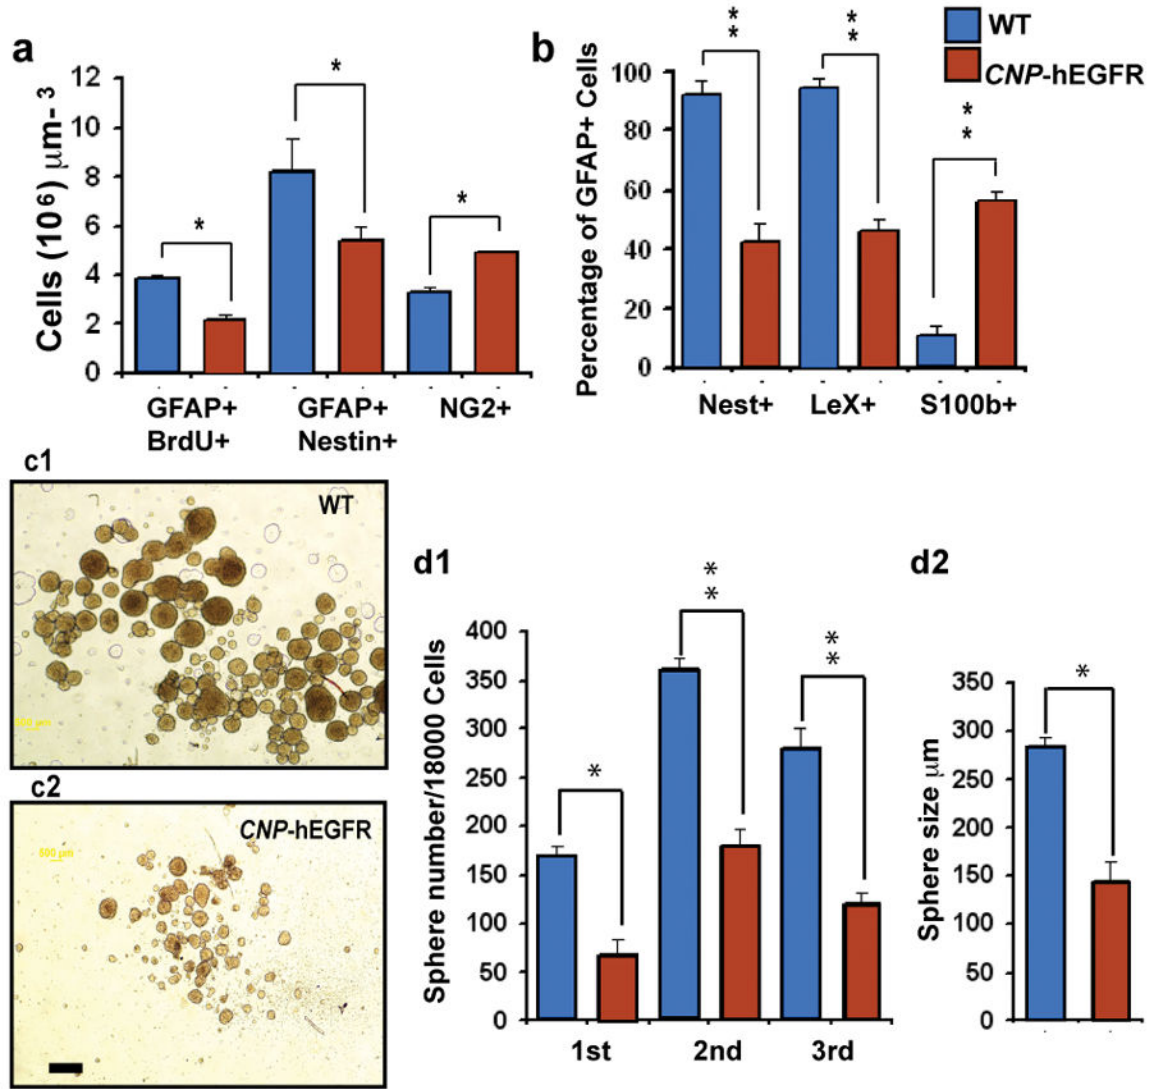 WT
CNP-hEGFR
a
Cells (10⁶) μm-³
12
10
8
6
4
2
0
*
*
*
GFAP+
BrdU+
GFAP+
Nestin+
NG2+
b
Percentage of GFAP+ Cells
100
80
60
40
20
0
**
**
**
Nest+
LeX+
S100b+
c1
WT
c2
CNP-hEGFR
500 μm
d1
Sphere number/18000 Cells
400
350
300
250
200
150
100
50
0
*
**
**
1st
2nd
3rd
d2
Sphere size μm
350
300
250
200
150
100
50
0
*